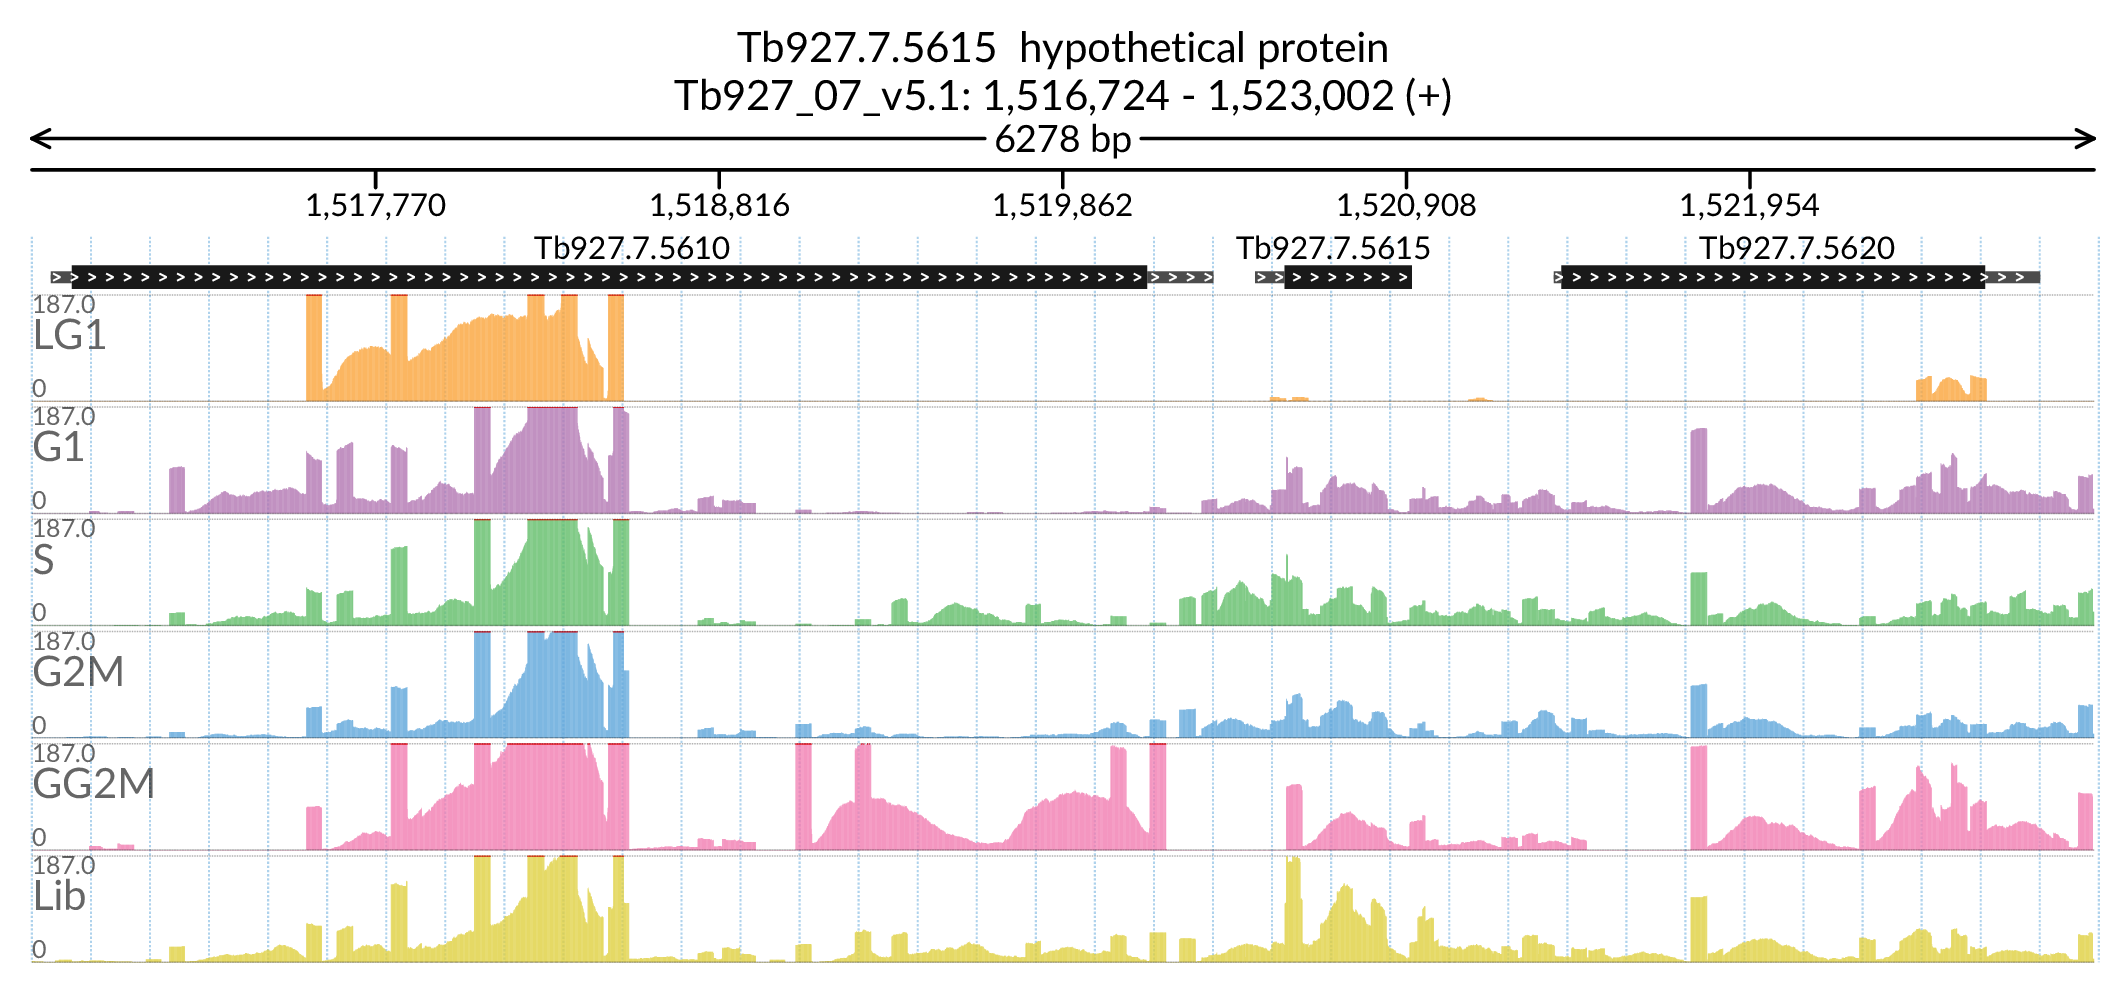 Tb927.7.5615  hypothetical protein
Tb927_07_v5.1: 1,516,724 - 1,523,002 (+)
6278 bp
1,517,770 1,518,816 1,519,862 1,520,908 1,521,954
Tb927.7.5610 Tb927.7.5615 Tb927.7.5620
187.0
LG1
0
187.0
G1
0
187.0
S
0
187.0
G2M
0
187.0
GG2M
0
187.0
Lib
0